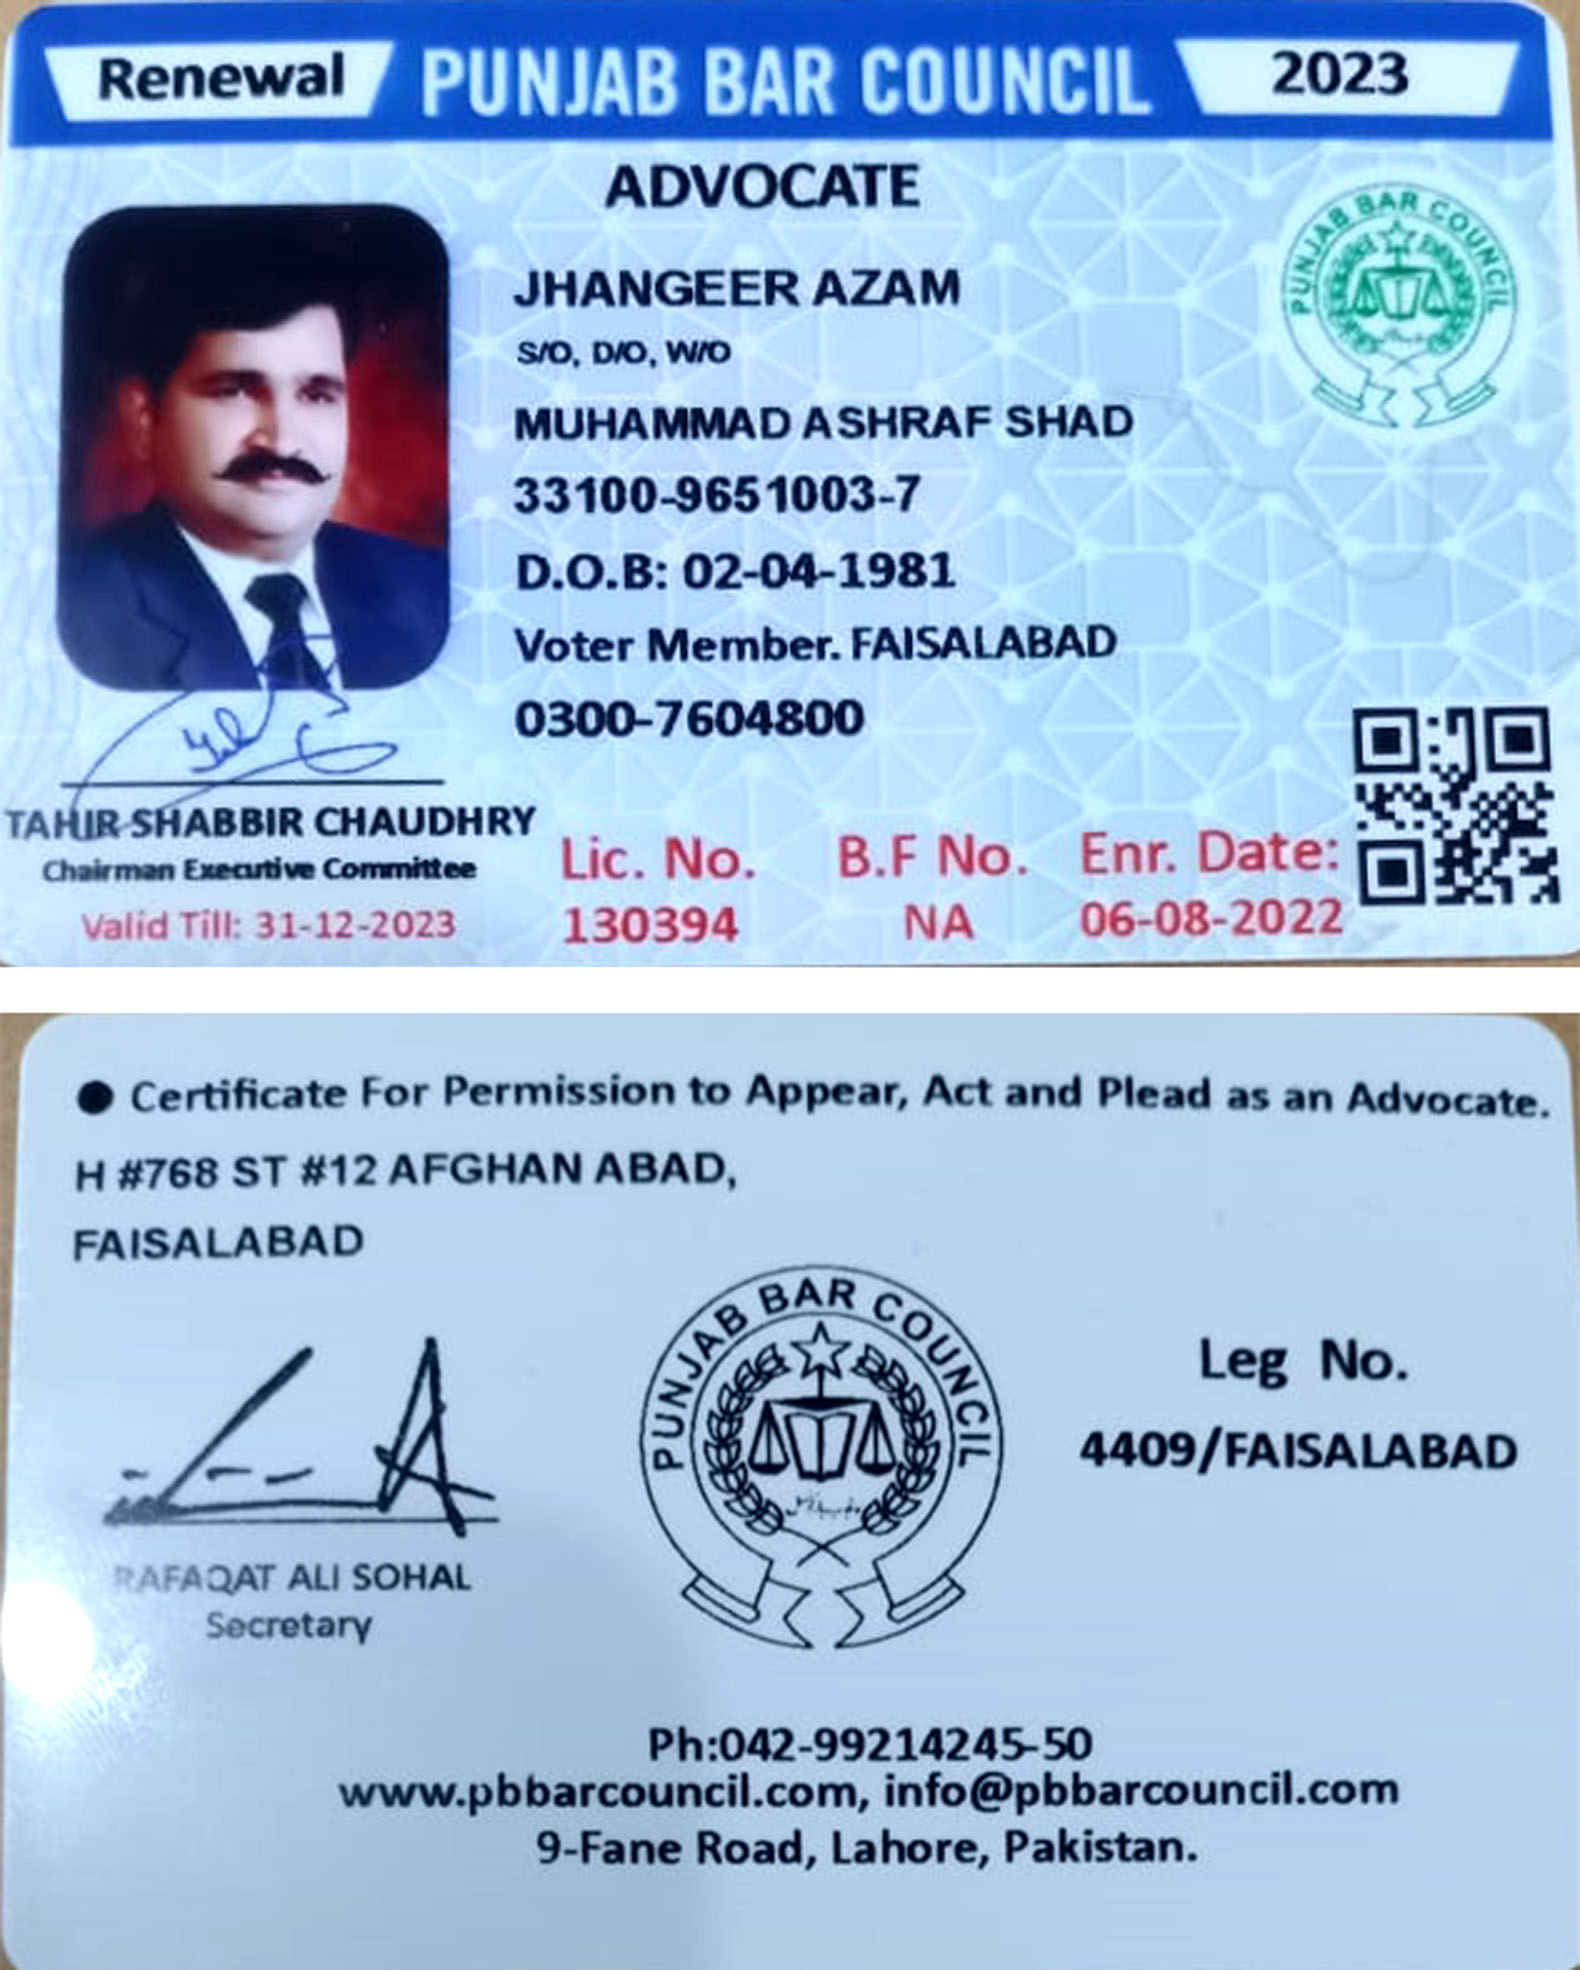 Renewal PUNJAB BAR COUNCIL 2023
ADVOCATE
PUNJAB BAR COUNCIL
JHANGEER AZAM
S/O, D/O, W/O
MUHAMMAD ASHRAF SHAD
33100-9651003-7
D.O.B: 02-04-1981
Voter Member. FAISALABAD
0300-7604800
TAHIR SHABBIR CHAUDHRY
Chairman Executive Committee
Valid Till: 31-12-2023
Lic. No. B.F No. Enr. Date:
130394 NA 06-08-2022
● Certificate For Permission to Appear, Act and Plead as an Advocate.
H #768 ST #12 AFGHAN ABAD,
FAISALABAD
PUNJAB BAR COUNCIL
Leg No.
4409/FAISALABAD
RAFAQAT ALI SOHAL
Secretary
Ph:042-99214245-50
www.pbbarcouncil.com, info@pbbarcouncil.com
9-Fane Road, Lahore, Pakistan.